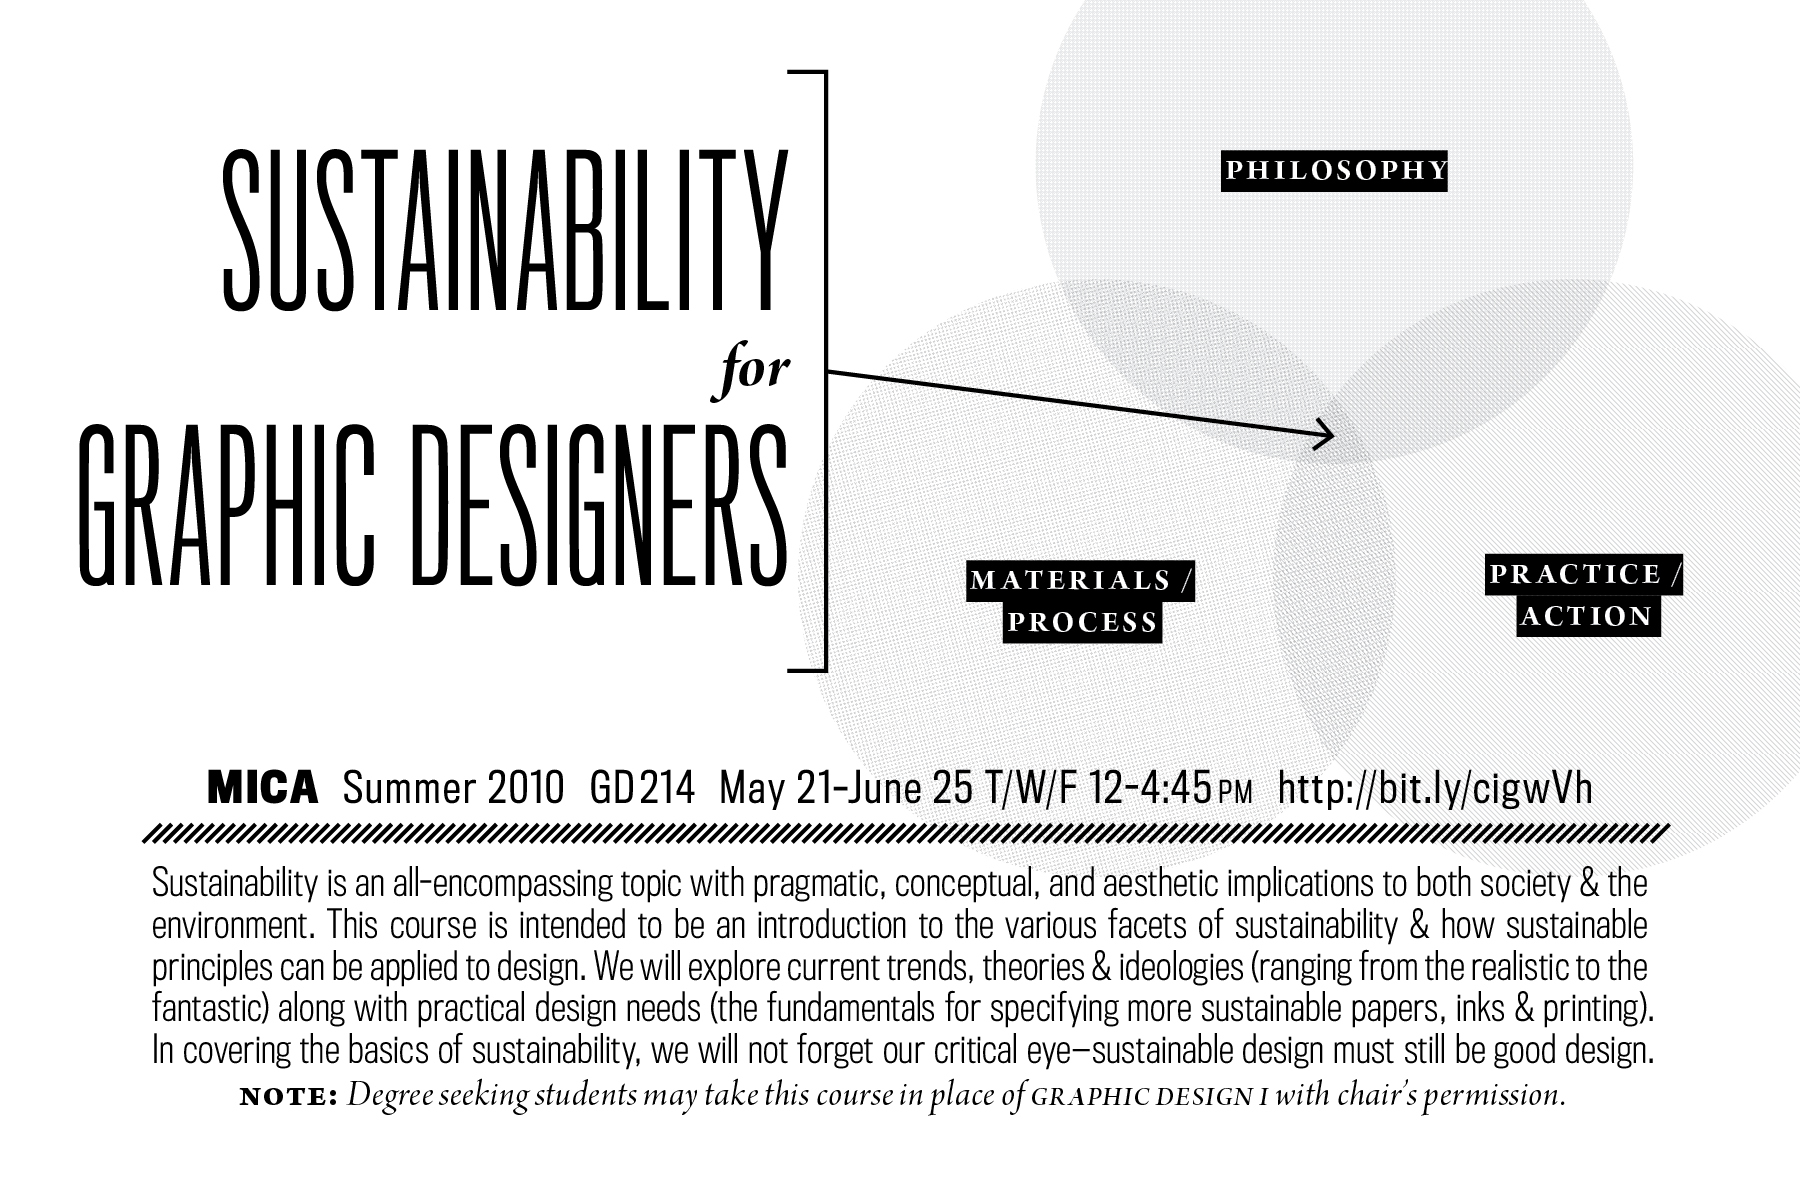 SUSTAINABILITY
for
GRAPHIC DESIGNERS
PHILOSOPHY
MATERIALS /
PROCESS
PRACTICE /
ACTION
MICA Summer 2010 GD214 May 21-June 25 T/W/F 12-4:45 PM http://bit.ly/cigwVh
Sustainability is an all-encompassing topic with pragmatic, conceptual, and aesthetic implications to both society & the
environment. This course is intended to be an introduction to the various facets of sustainability & how sustainable
principles can be applied to design. We will explore current trends, theories & ideologies (ranging from the realistic to the
fantastic) along with practical design needs (the fundamentals for specifying more sustainable papers, inks & printing).
In covering the basics of sustainability, we will not forget our critical eye—sustainable design must still be good design.
NOTE: Degree seeking students may take this course in place of GRAPHIC DESIGN I with chair's permission.